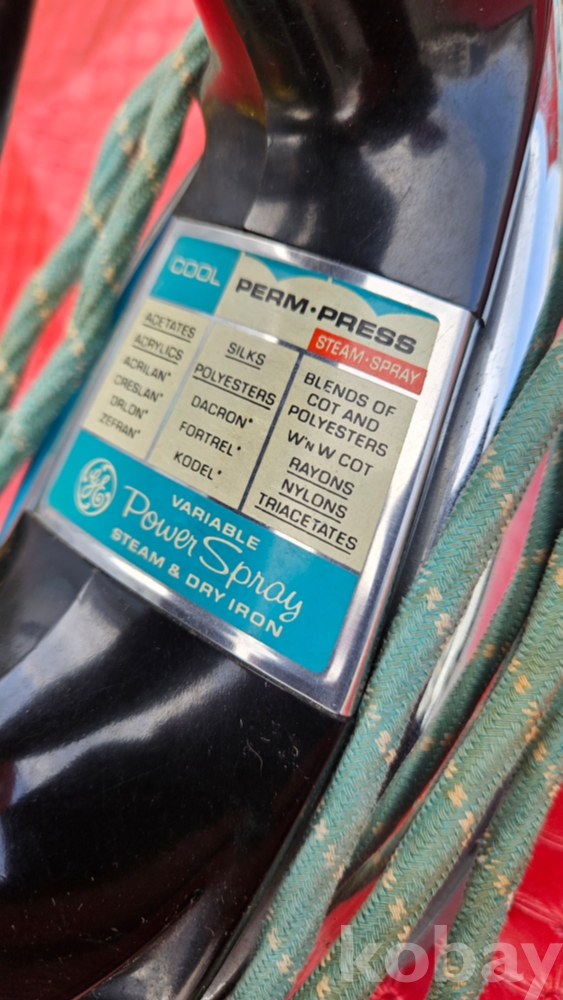 COOL
PERM·PRESS
STEAM·SPRAY
ACETATES
ACRYLICS
ACRILAN*
CRESLAN*
ORLON*
ZEFRAN*
SILKS
POLYESTERS
DACRON*
FORTREL*
KODEL*
BLENDS OF
COT AND
POLYESTERS
W'n W COT
RAYONS
NYLONS
TRIACETATES
GE
VARIABLE
Power Spray
STEAM & DRY IRON
kobay